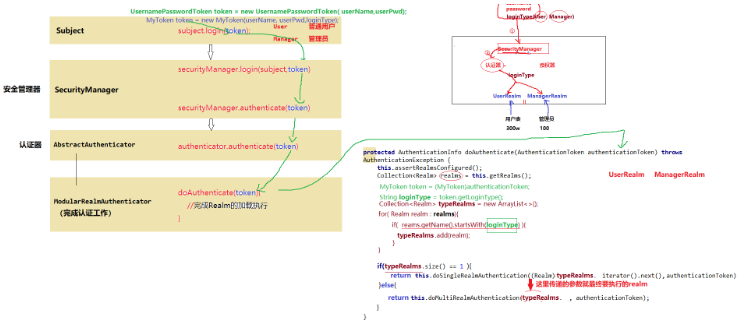 UsernamePasswordToken token = new UsernamePasswordToken( userName,userPwd);
MyToken token = new MyToken(userName, userPwd,loginType);
User 普通用户
Manager 管理员
Subject
subject.login(token);
安全管理器
SecurityManager
securityManager.login(subject,token)
securityManager.authenticate(token)
认证器
AbstractAuthenticator
authenticator.authenticate(token)
ModularRealmAuthenticator
(完成认证工作)
doAuthenticate(token){
//完成Realm的加载执行
}
password
loginType(User, Manager)
①
SecurityManager
②
认证器
授权器
loginType
UserRealm
ManagerRealm
用户表
300w
管理员
100
protected AuthenticationInfo doAuthenticate(AuthenticationToken authenticationToken) throws
AuthenticationException {
this.assertRealmsConfigured();
Collection<Realm> realms = this.getRealms();
UserRealm ManagerRealm
MyToken token = (MyToken)authenticationToken;
String loginType = token.getLoginType();
Collection<Realm> typeRealms = new ArrayList<>();
for( Realm realm : realms){
if( reams.getName().startsWith(loginType) ){
typeRealms.add(realm);
}
}
if(typeRealms.size() == 1 ){
return this.doSingleRealmAuthentication((Realm)typeRealms. iterator().next(),authenticationToken)
}else{
这里传递的参数就最终要执行的realm
return this.doMultiRealmAuthentication(typeRealms. , authenticationToken);
}
}